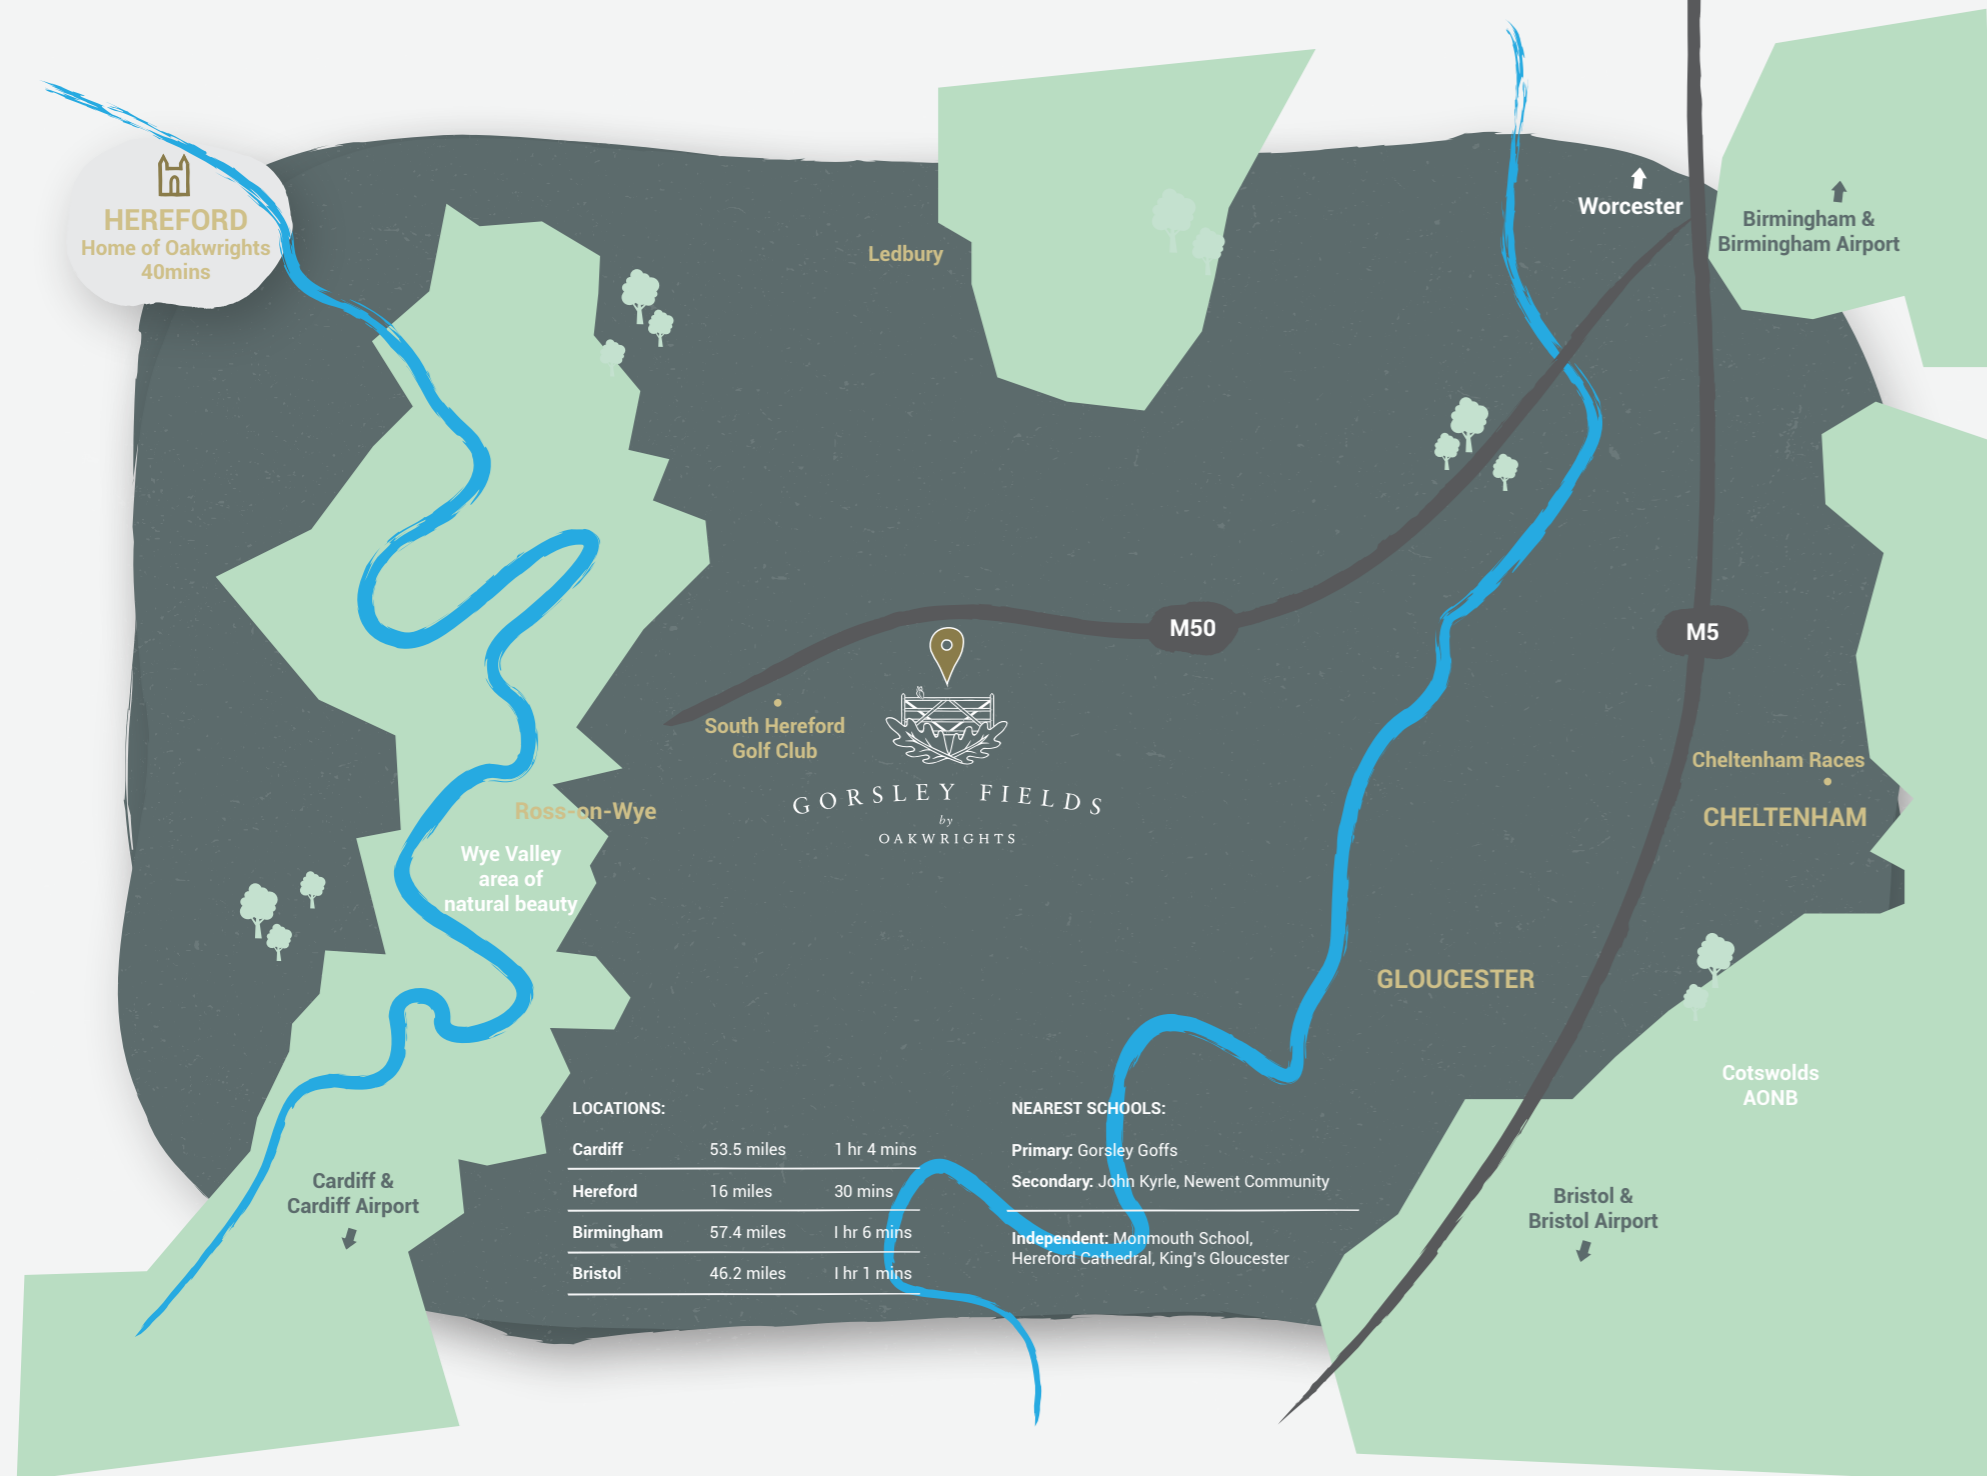 HEREFORD
Home of Oakwrights
40mins
Ledbury
Worcester
Birmingham &
Birmingham Airport
M50
M5
South Hereford
Golf Club
GORSLEY FIELDS
by
OAKWRIGHTS
Cheltenham Races
CHELTENHAM
Ross-on-Wye
Wye Valley
area of
natural beauty
GLOUCESTER
Cotswolds
AONB
Cardiff &
Cardiff Airport
Bristol &
Bristol Airport
LOCATIONS:
Cardiff 53.5 miles 1 hr 4 mins
Hereford 16 miles 30 mins
Birmingham 57.4 miles I hr 6 mins
Bristol 46.2 miles I hr 1 mins
NEAREST SCHOOLS:
Primary: Gorsley Goffs
Secondary: John Kyrle, Newent Community
Independent: Monmouth School,
Hereford Cathedral, King's Gloucester